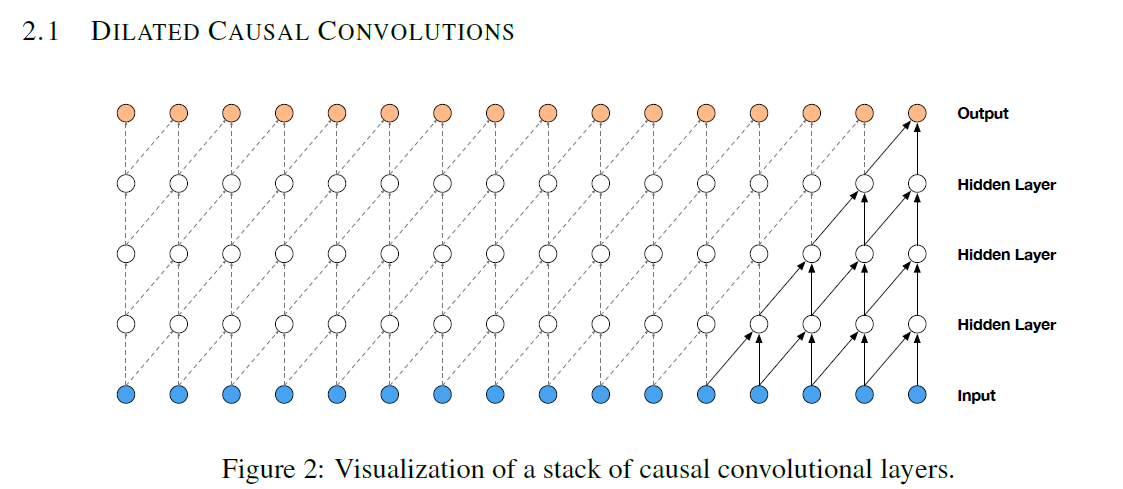 2.1 DILATED CAUSAL CONVOLUTIONS
Output
Hidden Layer
Hidden Layer
Hidden Layer
Input
Figure 2: Visualization of a stack of causal convolutional layers.